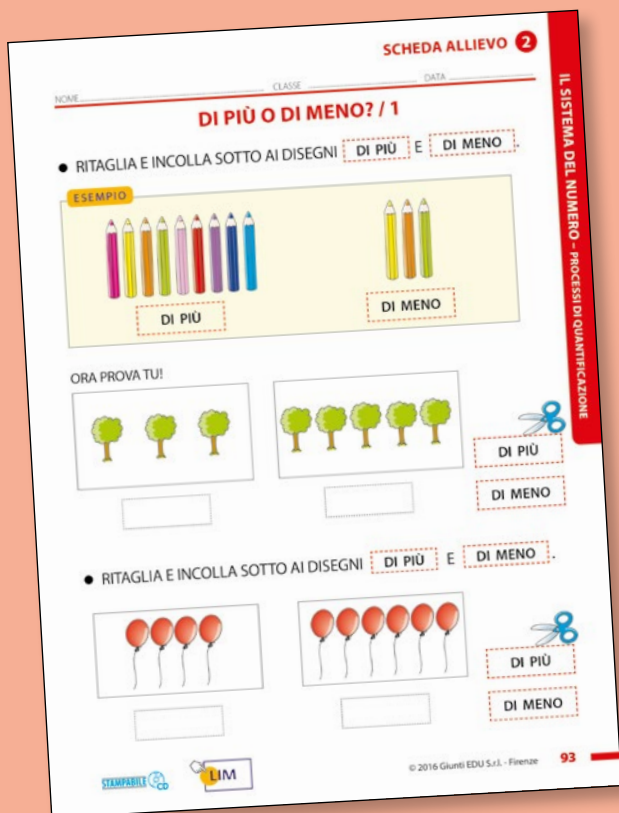 SCHEDA ALLIEVO 2
NOME CLASSE DATA
DI PIÙ O DI MENO? / 1
● RITAGLIA E INCOLLA SOTTO AI DISEGNI DI PIÙ E DI MENO.
ESEMPIO
DI PIÙ DI MENO
ORA PROVA TU!
DI PIÙ
DI MENO
● RITAGLIA E INCOLLA SOTTO AI DISEGNI DI PIÙ E DI MENO.
DI PIÙ
DI MENO
STAMPABILE CD LIM © 2016 Giunti EDU S.r.l. - Firenze 93
IL SISTEMA DEL NUMERO – PROCESSI DI QUANTIFICAZIONE